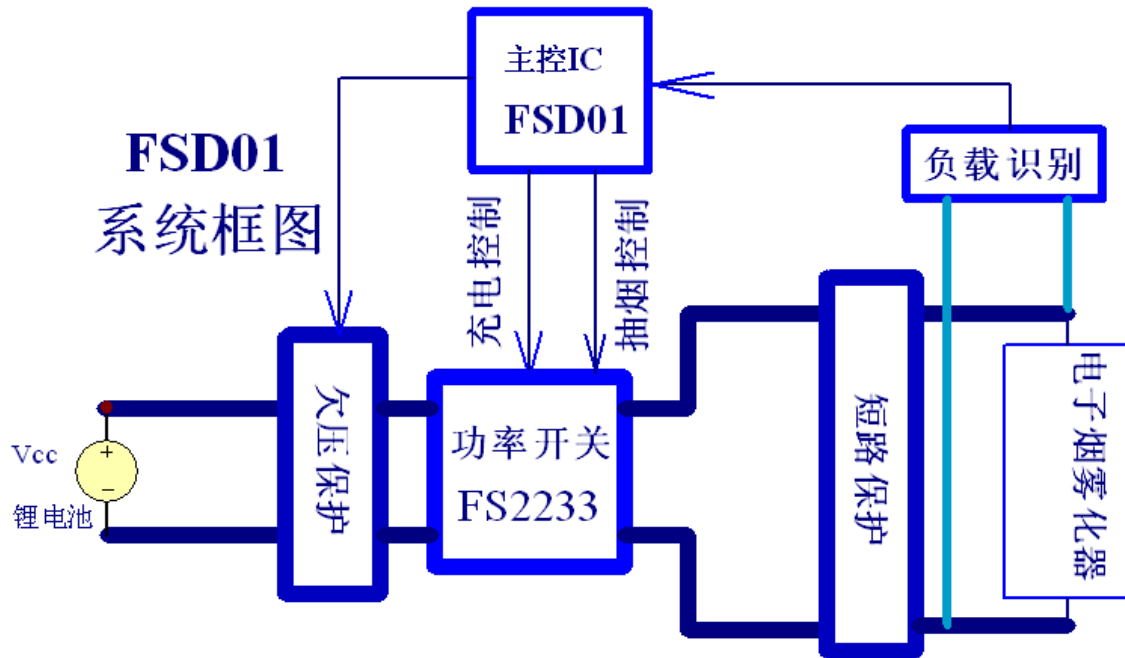 主控IC
FSD01
FSD01
系统框图
负载识别
充电控制
抽烟控制
欠压保护
功率开关
FS2233
短路保护
电子烟雾化器
Vcc
+
−
锂电池